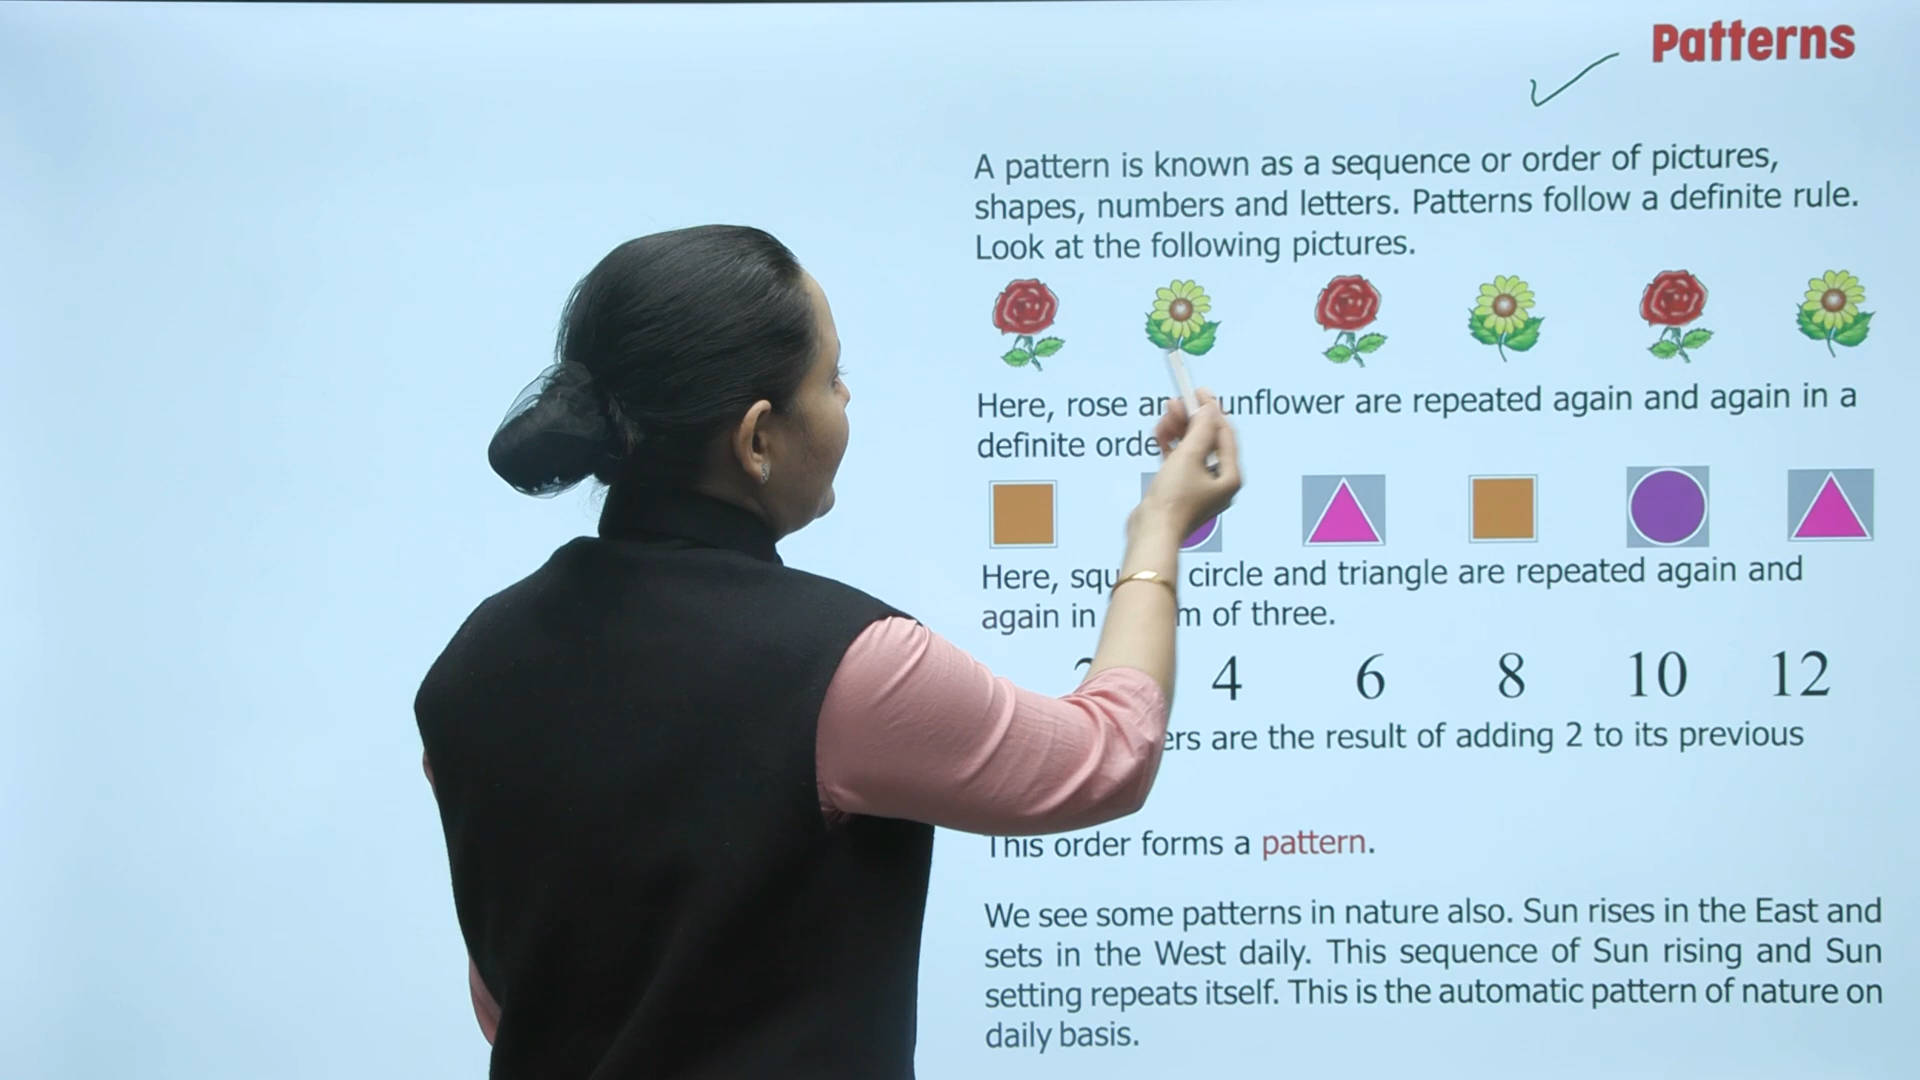 Patterns
A pattern is known as a sequence or order of pictures,
shapes, numbers and letters. Patterns follow a definite rule.
Look at the following pictures.
Here, rose unflower are repeated again and again in a
definite orde
Here, squ circle and triangle are repeated again and
again in m of three.
4 6 8 10 12
ers are the result of adding 2 to its previous
This order forms a pattern.
We see some patterns in nature also. Sun rises in the East and
sets in the West daily. This sequence of Sun rising and Sun
setting repeats itself. This is the automatic pattern of nature on
daily basis.